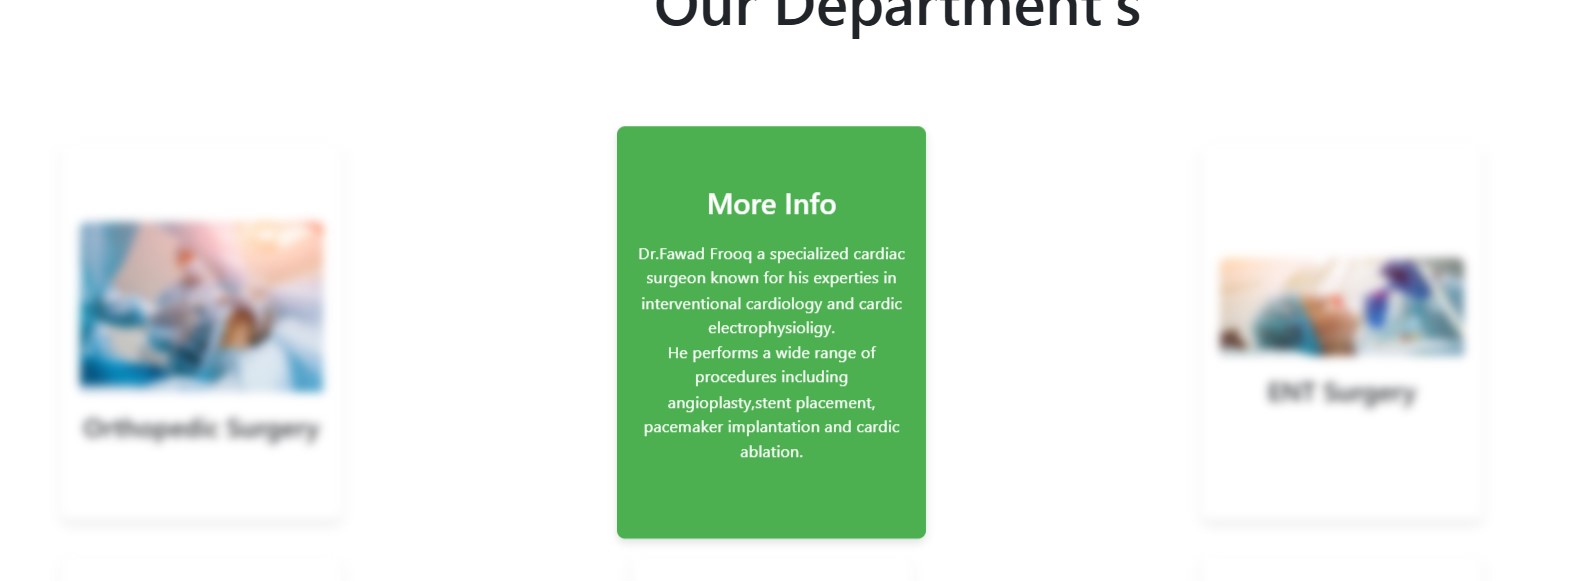 Our Department's
More Info
Dr.Fawad Frooq a specialized cardiac
surgeon known for his experties in
interventional cardiology and cardic
electrophysioligy.
He performs a wide range of
procedures including
angioplasty,stent placement,
pacemaker implantation and cardic
ablation.
Orthopedic Surgery
ENT Surgery